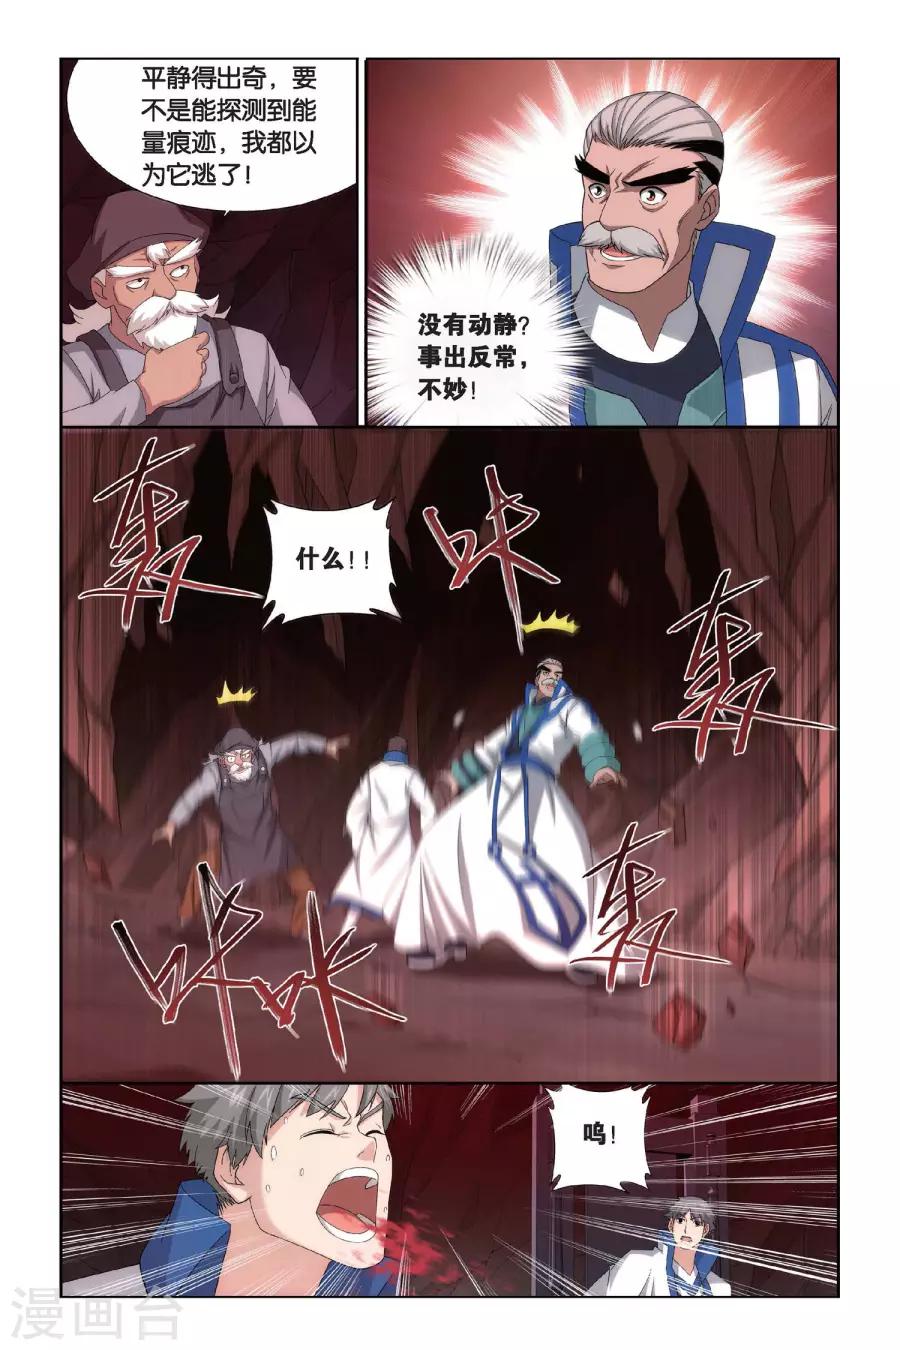 平静得出奇，要
不是能探测到能
量痕迹，我都以
为它逃了！
没有动静？
事出反常，
不妙！
轰
什么！！
咔
轰
轰
咔
咔
呜！
漫画台